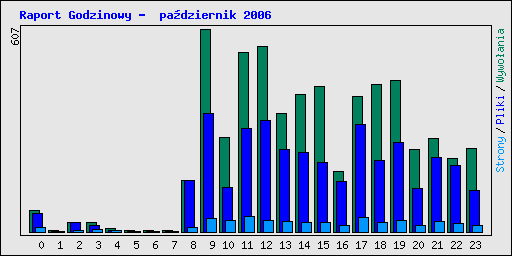 Raport Godzinowy - październik 2006
607
Strony / Pliki / Wywołania
0 1 2 3 4 5 6 7 8 9 10 11 12 13 14 15 16 17 18 19 20 21 22 23